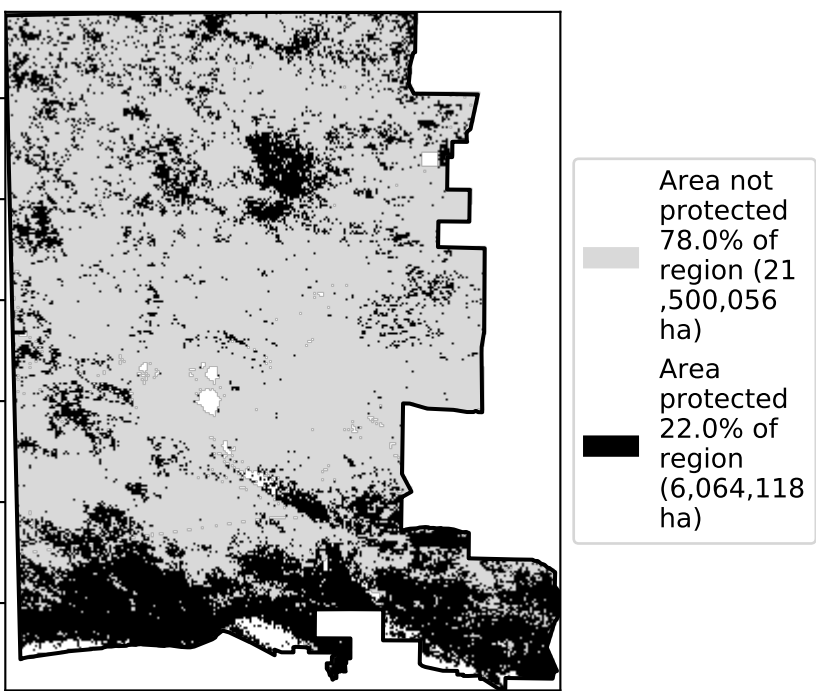 Area not
protected
78.0% of
region (21
,500,056
ha)
Area
protected
22.0% of
region
(6,064,118
ha)